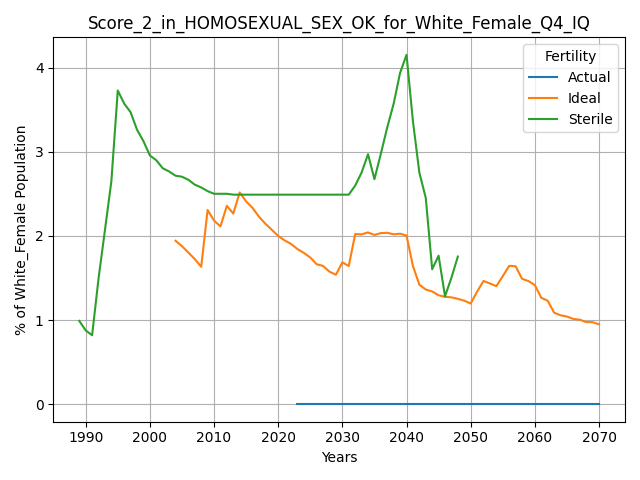 Score_2_in_HOMOSEXUAL_SEX_OK_for_White_Female_Q4_IQ
Fertility
Actual
Ideal
Sterile
% of White_Female Population
4
3
2
1
0
1990 2000 2010 2020 2030 2040 2050 2060 2070
Years